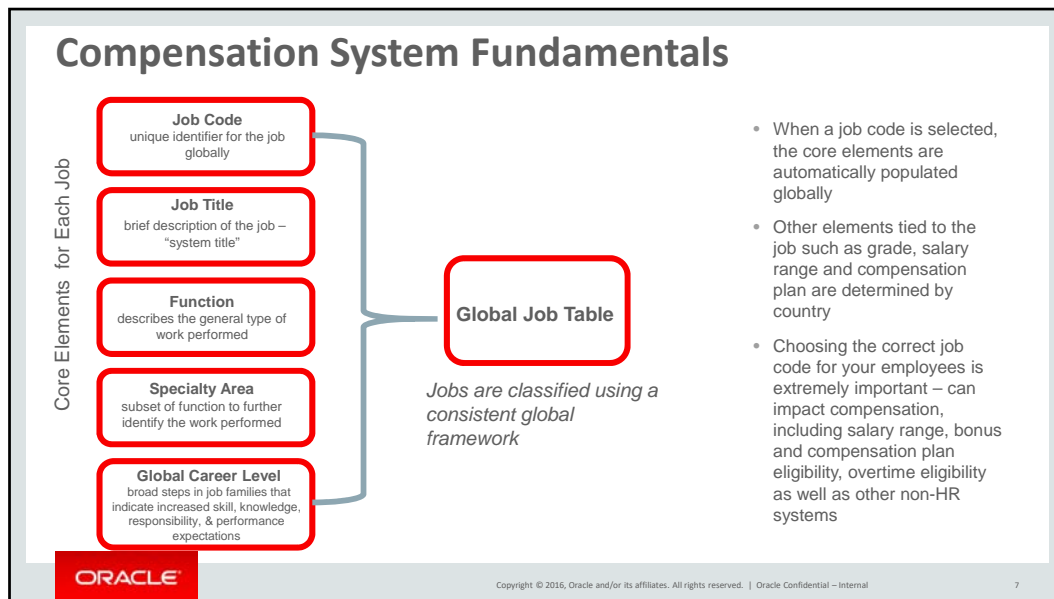 Compensation System Fundamentals
Core Elements for Each Job
Job Code
unique identifier for the job
globally
Job Title
brief description of the job –
“system title”
Function
describes the general type of
work performed
Specialty Area
subset of function to further
identify the work performed
Global Career Level
broad steps in job families that
indicate increased skill, knowledge,
responsibility, & performance
expectations
Global Job Table
Jobs are classified using a
consistent global
framework
• When a job code is selected,
the core elements are
automatically populated
globally
• Other elements tied to the
job such as grade, salary
range and compensation
plan are determined by
country
• Choosing the correct job
code for your employees is
extremely important – can
impact compensation,
including salary range, bonus
and compensation plan
eligibility, overtime eligibility
as well as other non-HR
systems
ORACLE®
Copyright © 2016, Oracle and/or its affiliates. All rights reserved. | Oracle Confidential – Internal
7